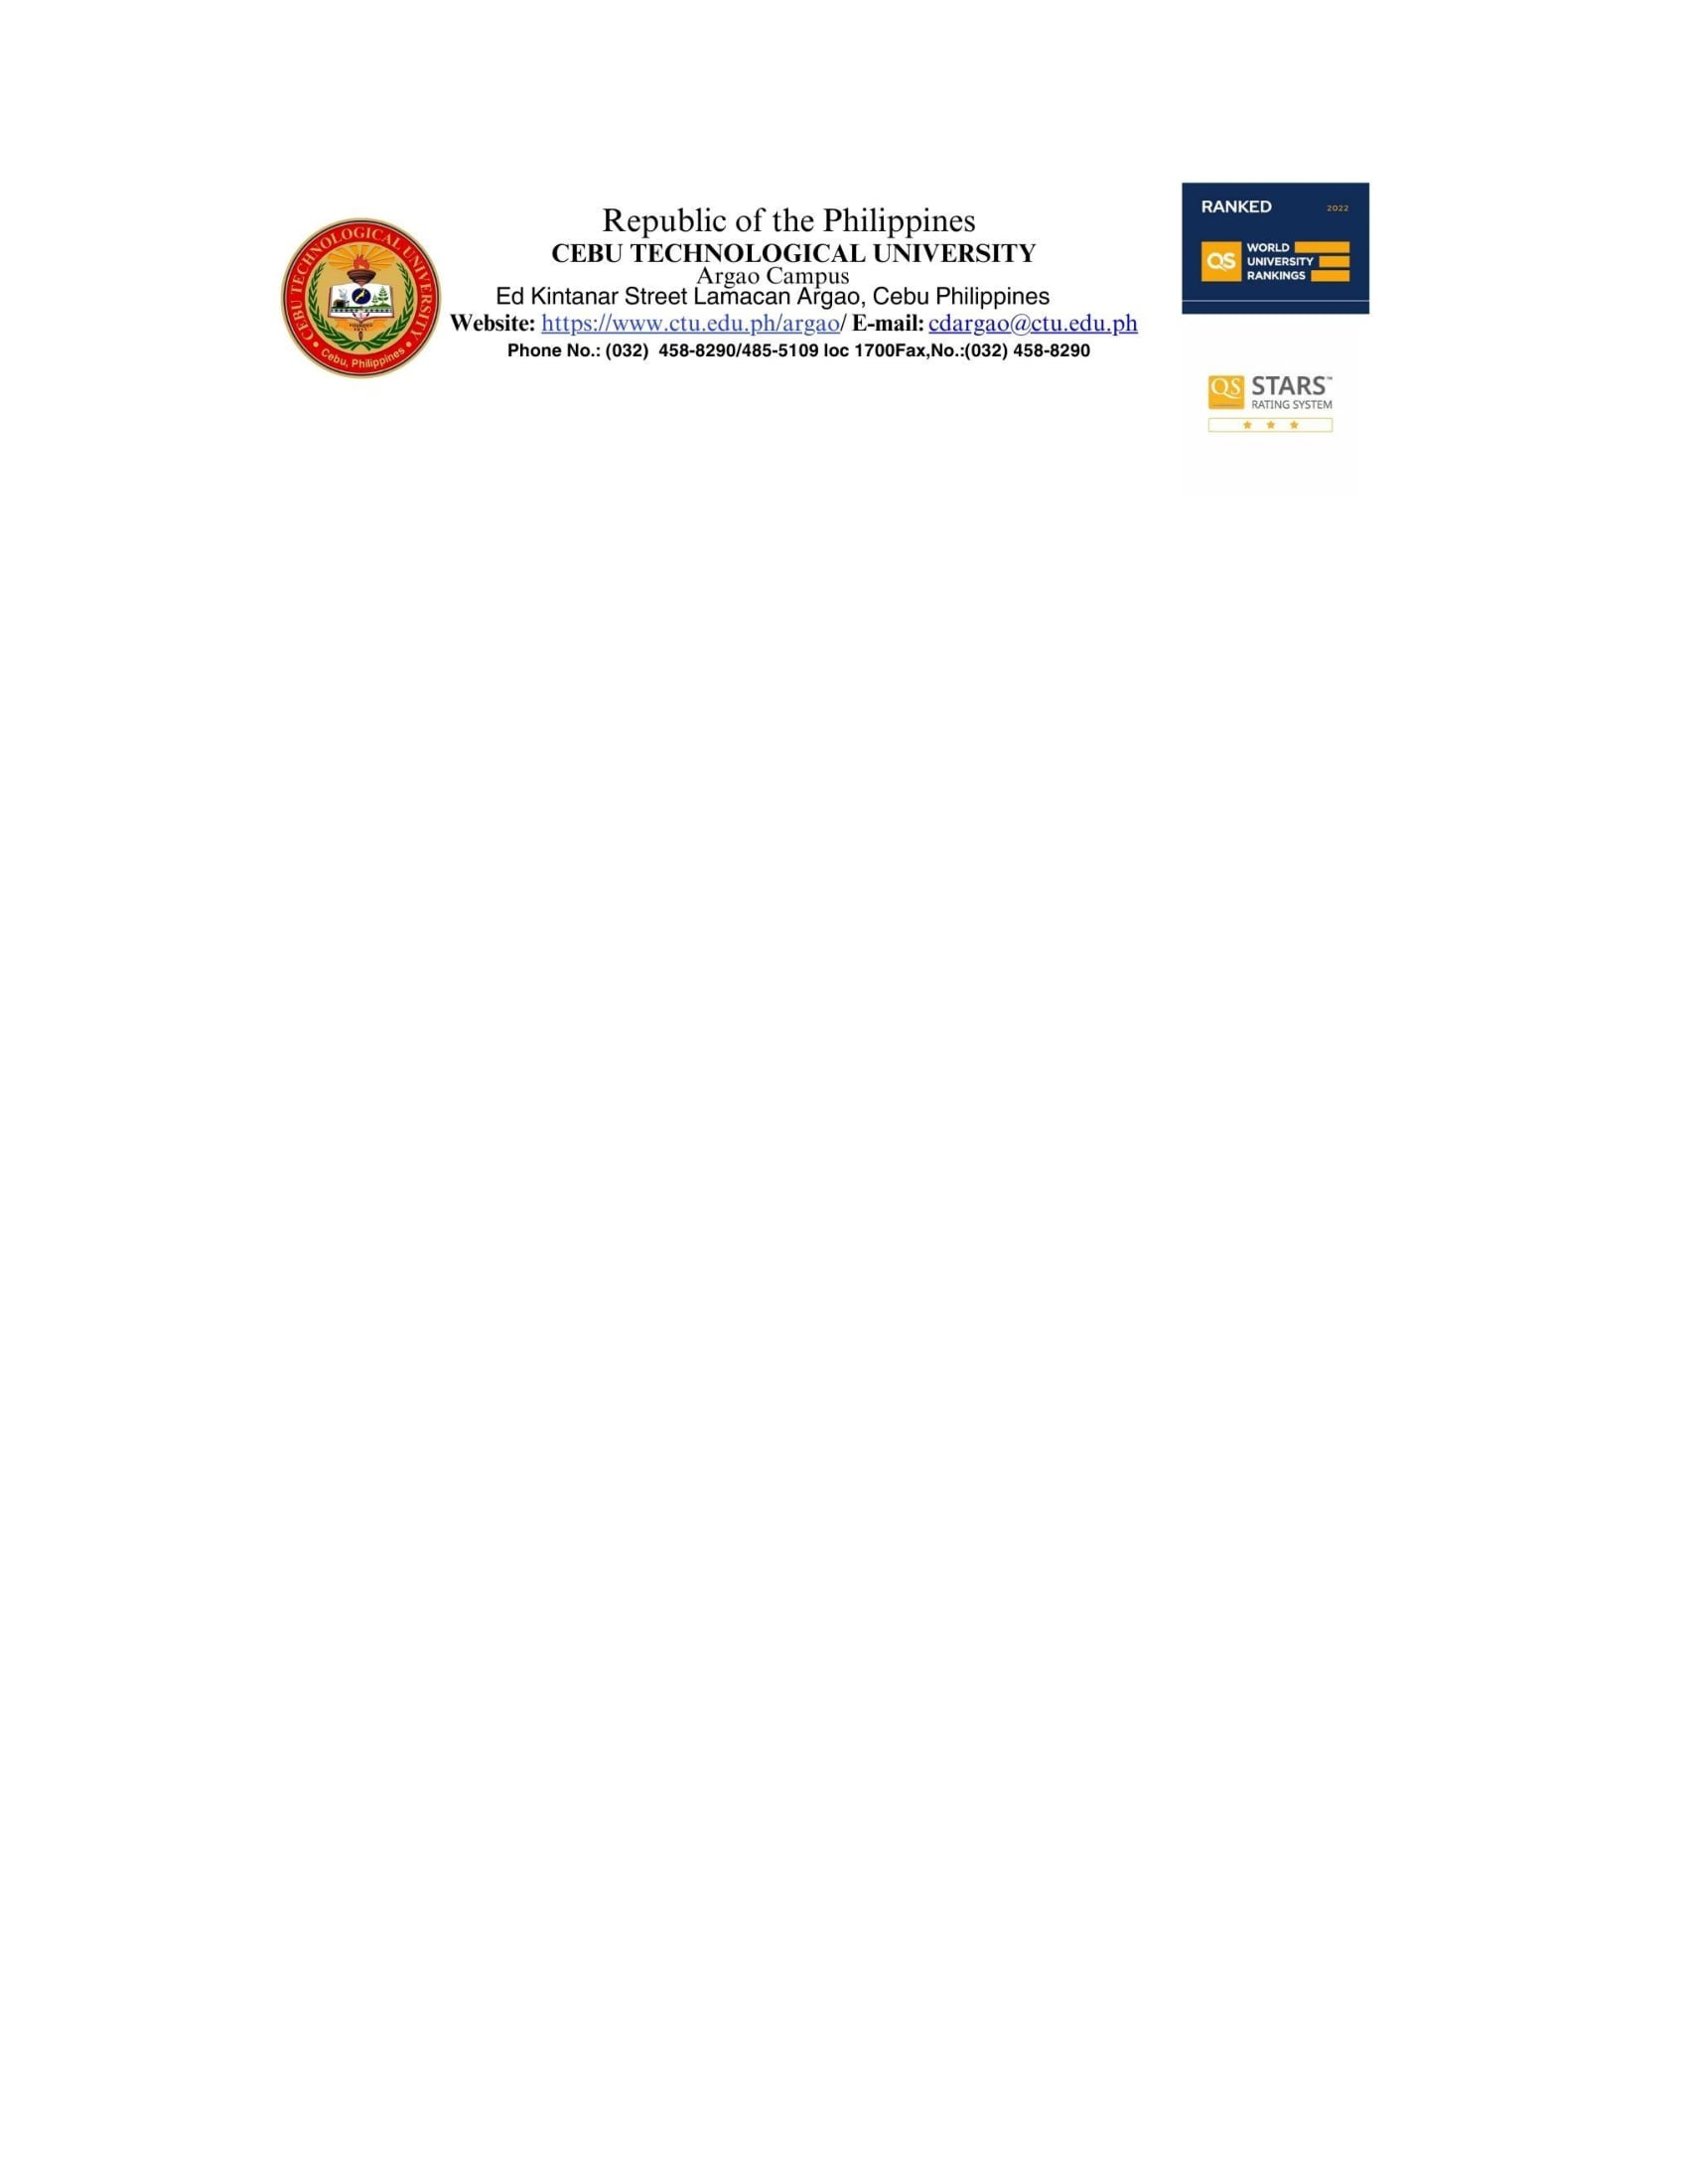 Republic of the Philippines
CEBU TECHNOLOGICAL UNIVERSITY
Argao Campus
Ed Kintanar Street Lamacan Argao, Cebu Philippines
Website: https://www.ctu.edu.ph/argao/ E-mail: cdargao@ctu.edu.ph
Phone No.: (032) 458-8290/485-5109 loc 1700Fax,No.:(032) 458-8290
CEBU TECHNOLOGICAL UNIVERSITY
Cebu, Philippines
RANKED 2022
QS
WORLD
UNIVERSITY
RANKINGS
QS STARS™
RATING SYSTEM